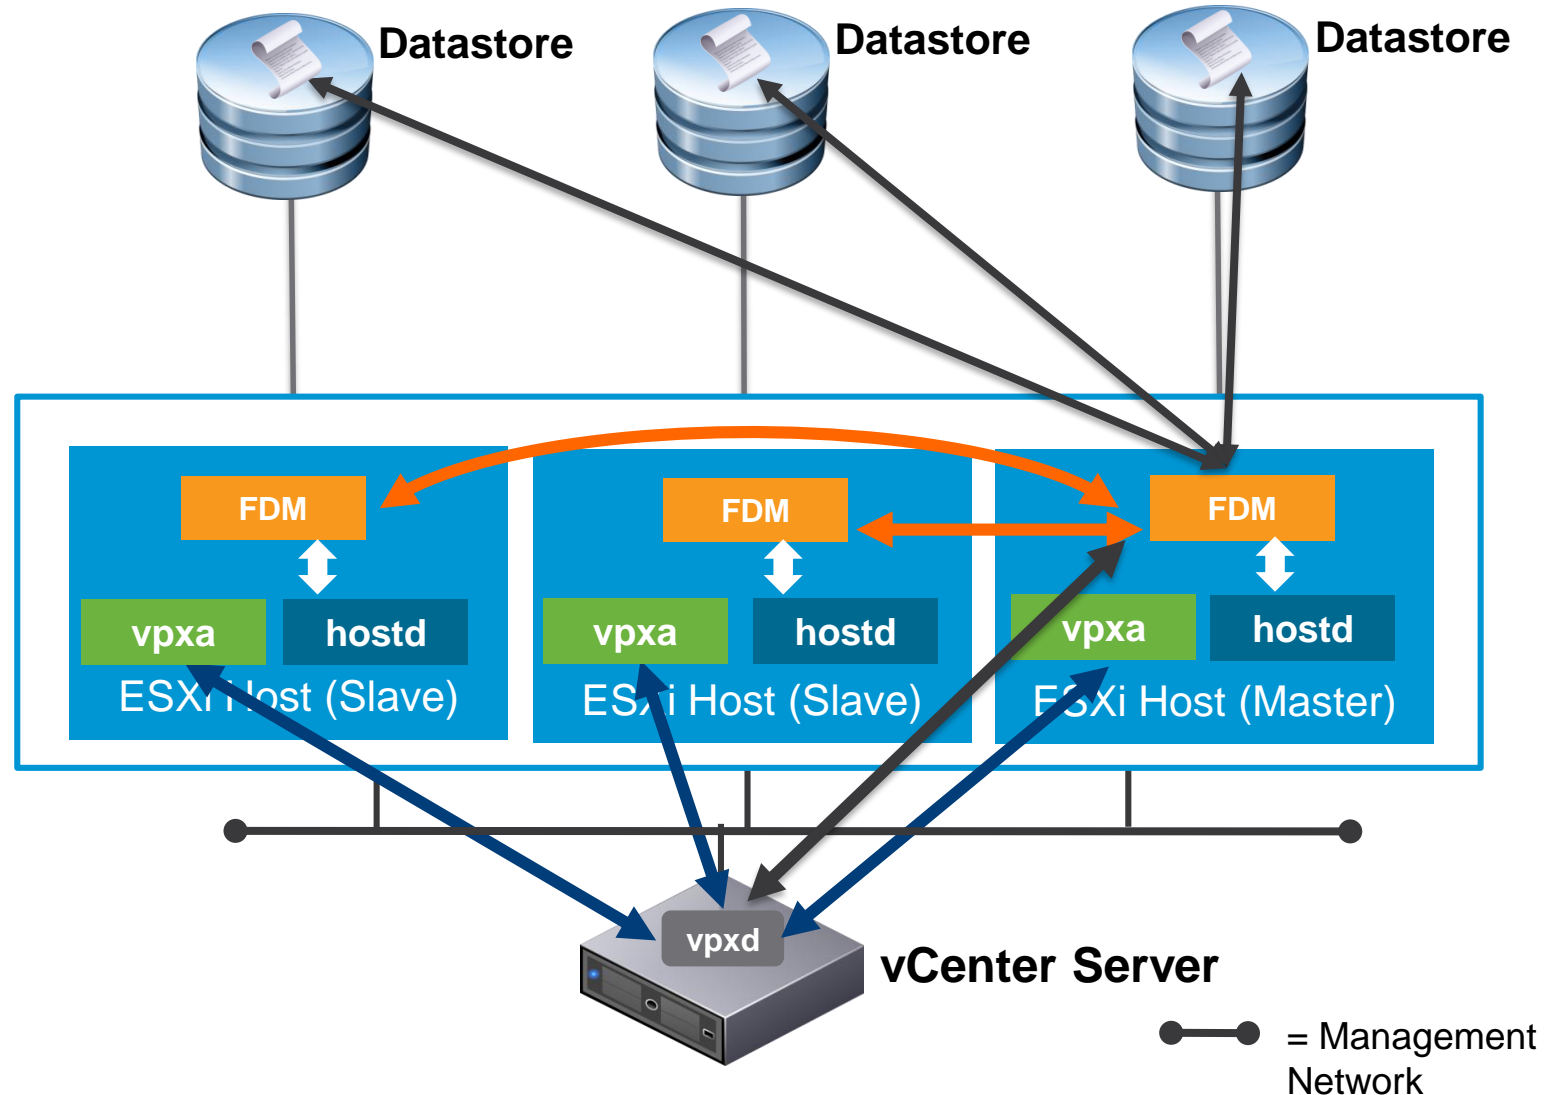 Datastore
Datastore
Datastore
FDM
FDM
FDM
vpxa
hostd
vpxa
hostd
vpxa
hostd
ESXi Host (Slave)
ESXi Host (Slave)
ESXi Host (Master)
vpxd
vCenter Server
= Management
Network